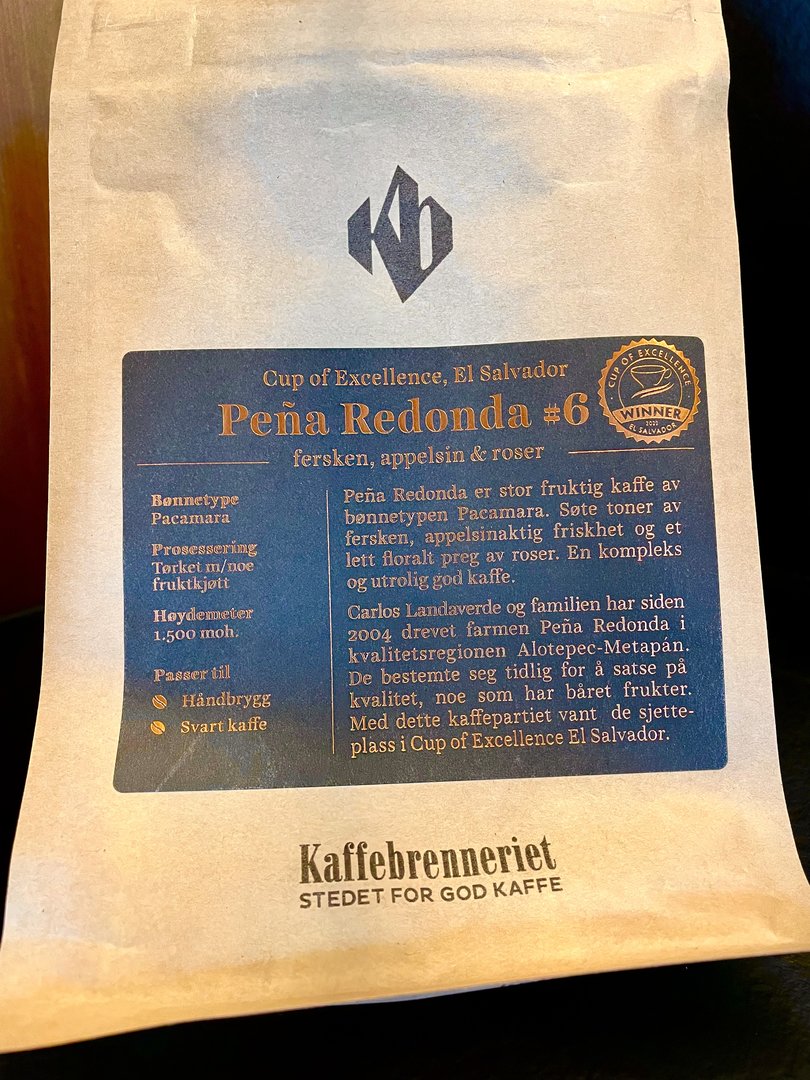 Kb
Cup of Excellence, El Salvador
Peña Redonda #6
fersken, appelsin & roser
CUP OF EXCELLENCE
WINNER
2022
EL SALVADOR
Bønnetype
Pacamara
Prosessering
Tørket m/noe
fruktkjøtt
Høydemeter
1.500 moh.
Passer til
Håndbrygg
Svart kaffe
Peña Redonda er stor fruktig kaffe av
bønnetypen Pacamara. Søte toner av
fersken, appelsinaktig friskhet og et
lett floralt preg av roser. En kompleks
og utrolig god kaffe.
Carlos Landaverde og familien har siden
2004 drevet farmen Peña Redonda i
kvalitetsregionen Alotepec-Metapán.
De bestemte seg tidlig for å satse på
kvalitet, noe som har båret frukter.
Med dette kaffepartiet vant de sjette-
plass i Cup of Excellence El Salvador.
Kaffebrenneriet
STEDET FOR GOD KAFFE